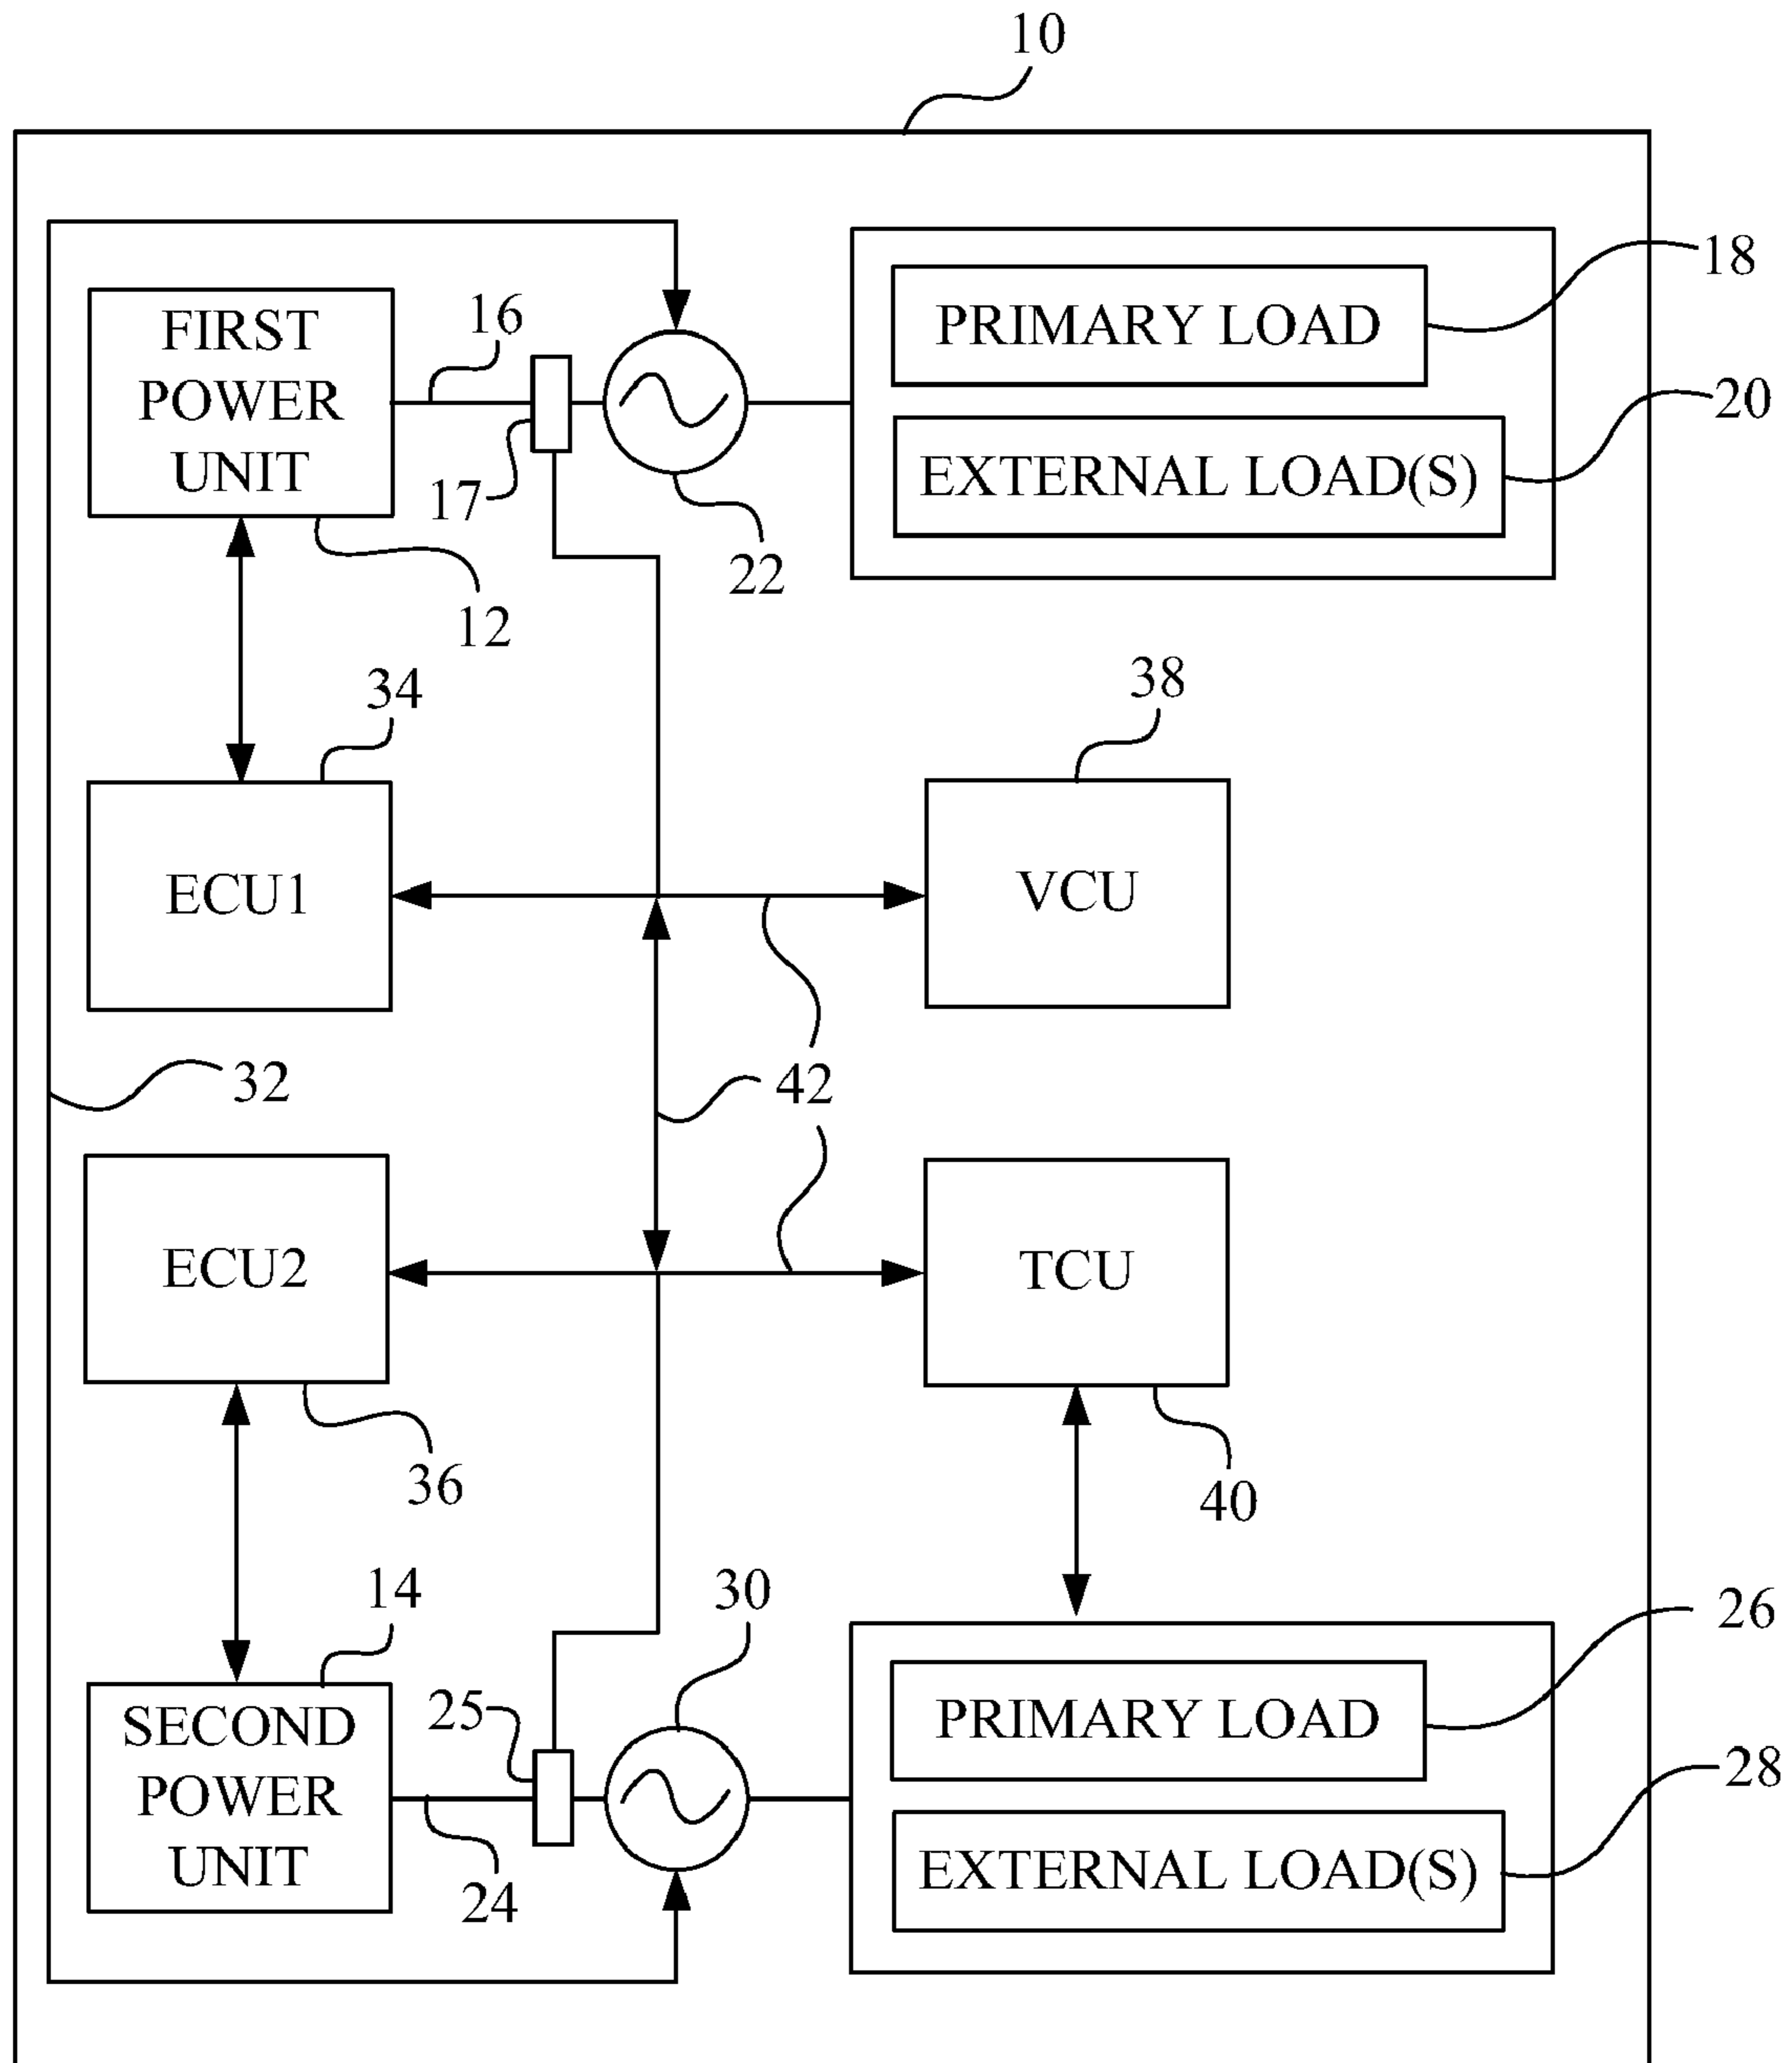 10
18
PRIMARY LOAD
16
FIRST
POWER
UNIT
20
EXTERNAL LOAD(S)
17
22
12
34
38
ECU1
VCU
32
42
ECU2
TCU
36
40
14
30
26
25
PRIMARY LOAD
SECOND
POWER
UNIT
28
EXTERNAL LOAD(S)
24